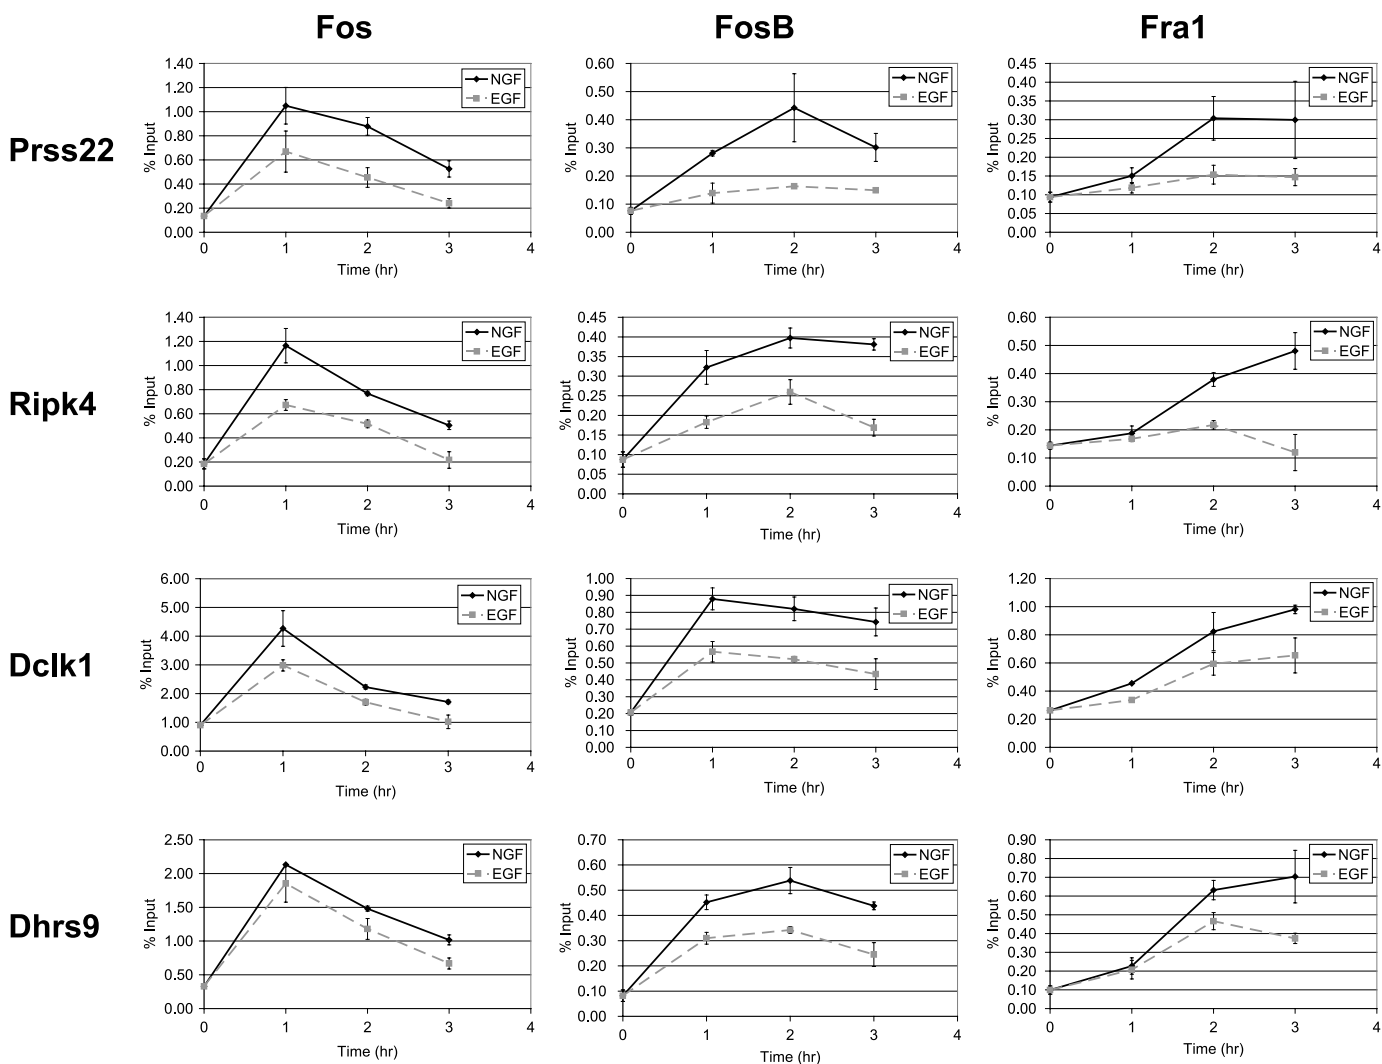 Fos
FosB
Fra1
Prss22
1.40
1.20
1.00
0.80
0.60
0.40
0.20
0.00
% Input
0 1 2 3 4
Time (hr)
NGF
EGF
0.60
0.50
0.40
0.30
0.20
0.10
0.00
% Input
0 1 2 3 4
Time (hr)
NGF
EGF
0.45
0.40
0.35
0.30
0.25
0.20
0.15
0.10
0.05
0.00
% Input
0 1 2 3 4
Time (hr)
NGF
EGF
Ripk4
1.40
1.20
1.00
0.80
0.60
0.40
0.20
0.00
% Input
0 1 2 3 4
Time (hr)
NGF
EGF
0.45
0.40
0.35
0.30
0.25
0.20
0.15
0.10
0.05
0.00
% Input
0 1 2 3 4
Time (hr)
NGF
EGF
0.60
0.50
0.40
0.30
0.20
0.10
0.00
% Input
0 1 2 3 4
Time (hr)
NGF
EGF
Dclk1
6.00
5.00
4.00
3.00
2.00
1.00
0.00
% Input
0 1 2 3 4
Time (hr)
NGF
EGF
1.00
0.90
0.80
0.70
0.60
0.50
0.40
0.30
0.20
0.10
0.00
% Input
0 1 2 3 4
Time (hr)
NGF
EGF
1.20
1.00
0.80
0.60
0.40
0.20
0.00
% Input
0 1 2 3 4
Time (hr)
NGF
EGF
Dhrs9
2.50
2.00
1.50
1.00
0.50
0.00
% Input
0 1 2 3 4
Time (hr)
NGF
EGF
0.70
0.60
0.50
0.40
0.30
0.20
0.10
0.00
% Input
0 1 2 3 4
Time (hr)
NGF
EGF
0.90
0.80
0.70
0.60
0.50
0.40
0.30
0.20
0.10
0.00
% Input
0 1 2 3 4
Time (hr)
NGF
EGF